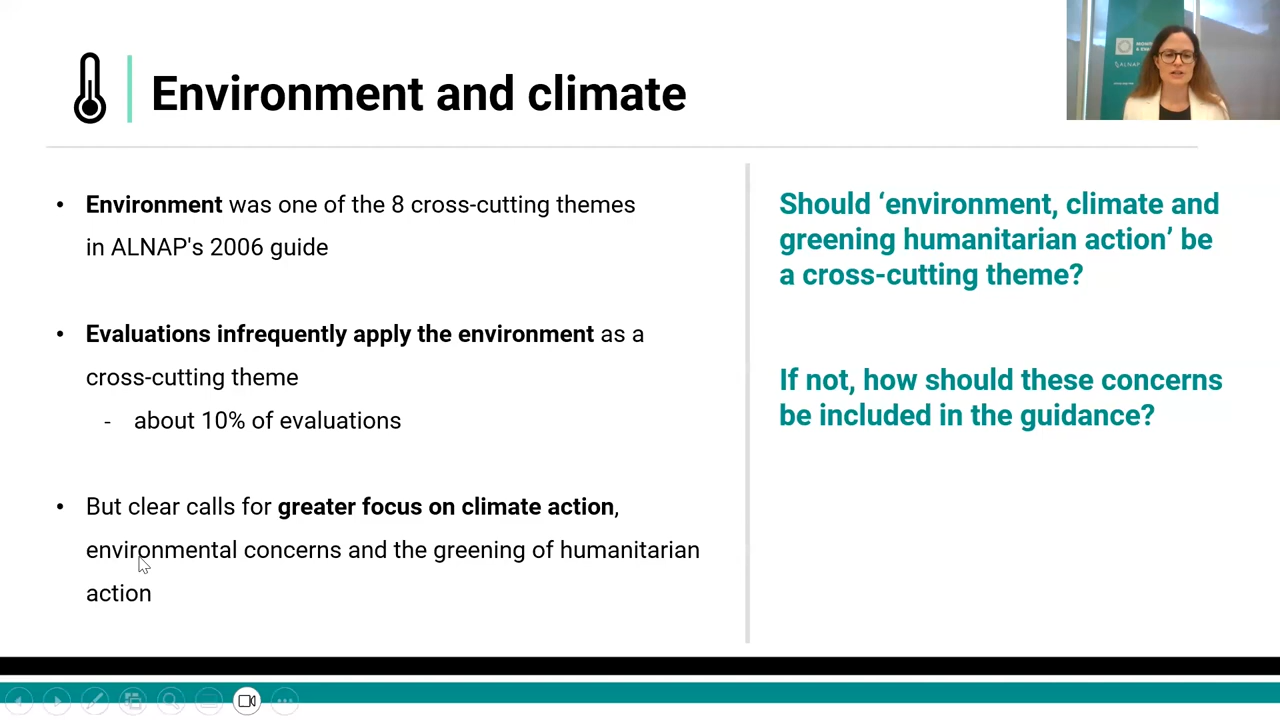 Environment and climate
• Environment was one of the 8 cross-cutting themes
in ALNAP's 2006 guide
• Evaluations infrequently apply the environment as a
cross-cutting theme
- about 10% of evaluations
• But clear calls for greater focus on climate action,
environmental concerns and the greening of humanitarian
action
Should ‘environment, climate and
greening humanitarian action’ be
a cross-cutting theme?
If not, how should these concerns
be included in the guidance?
ALNAP